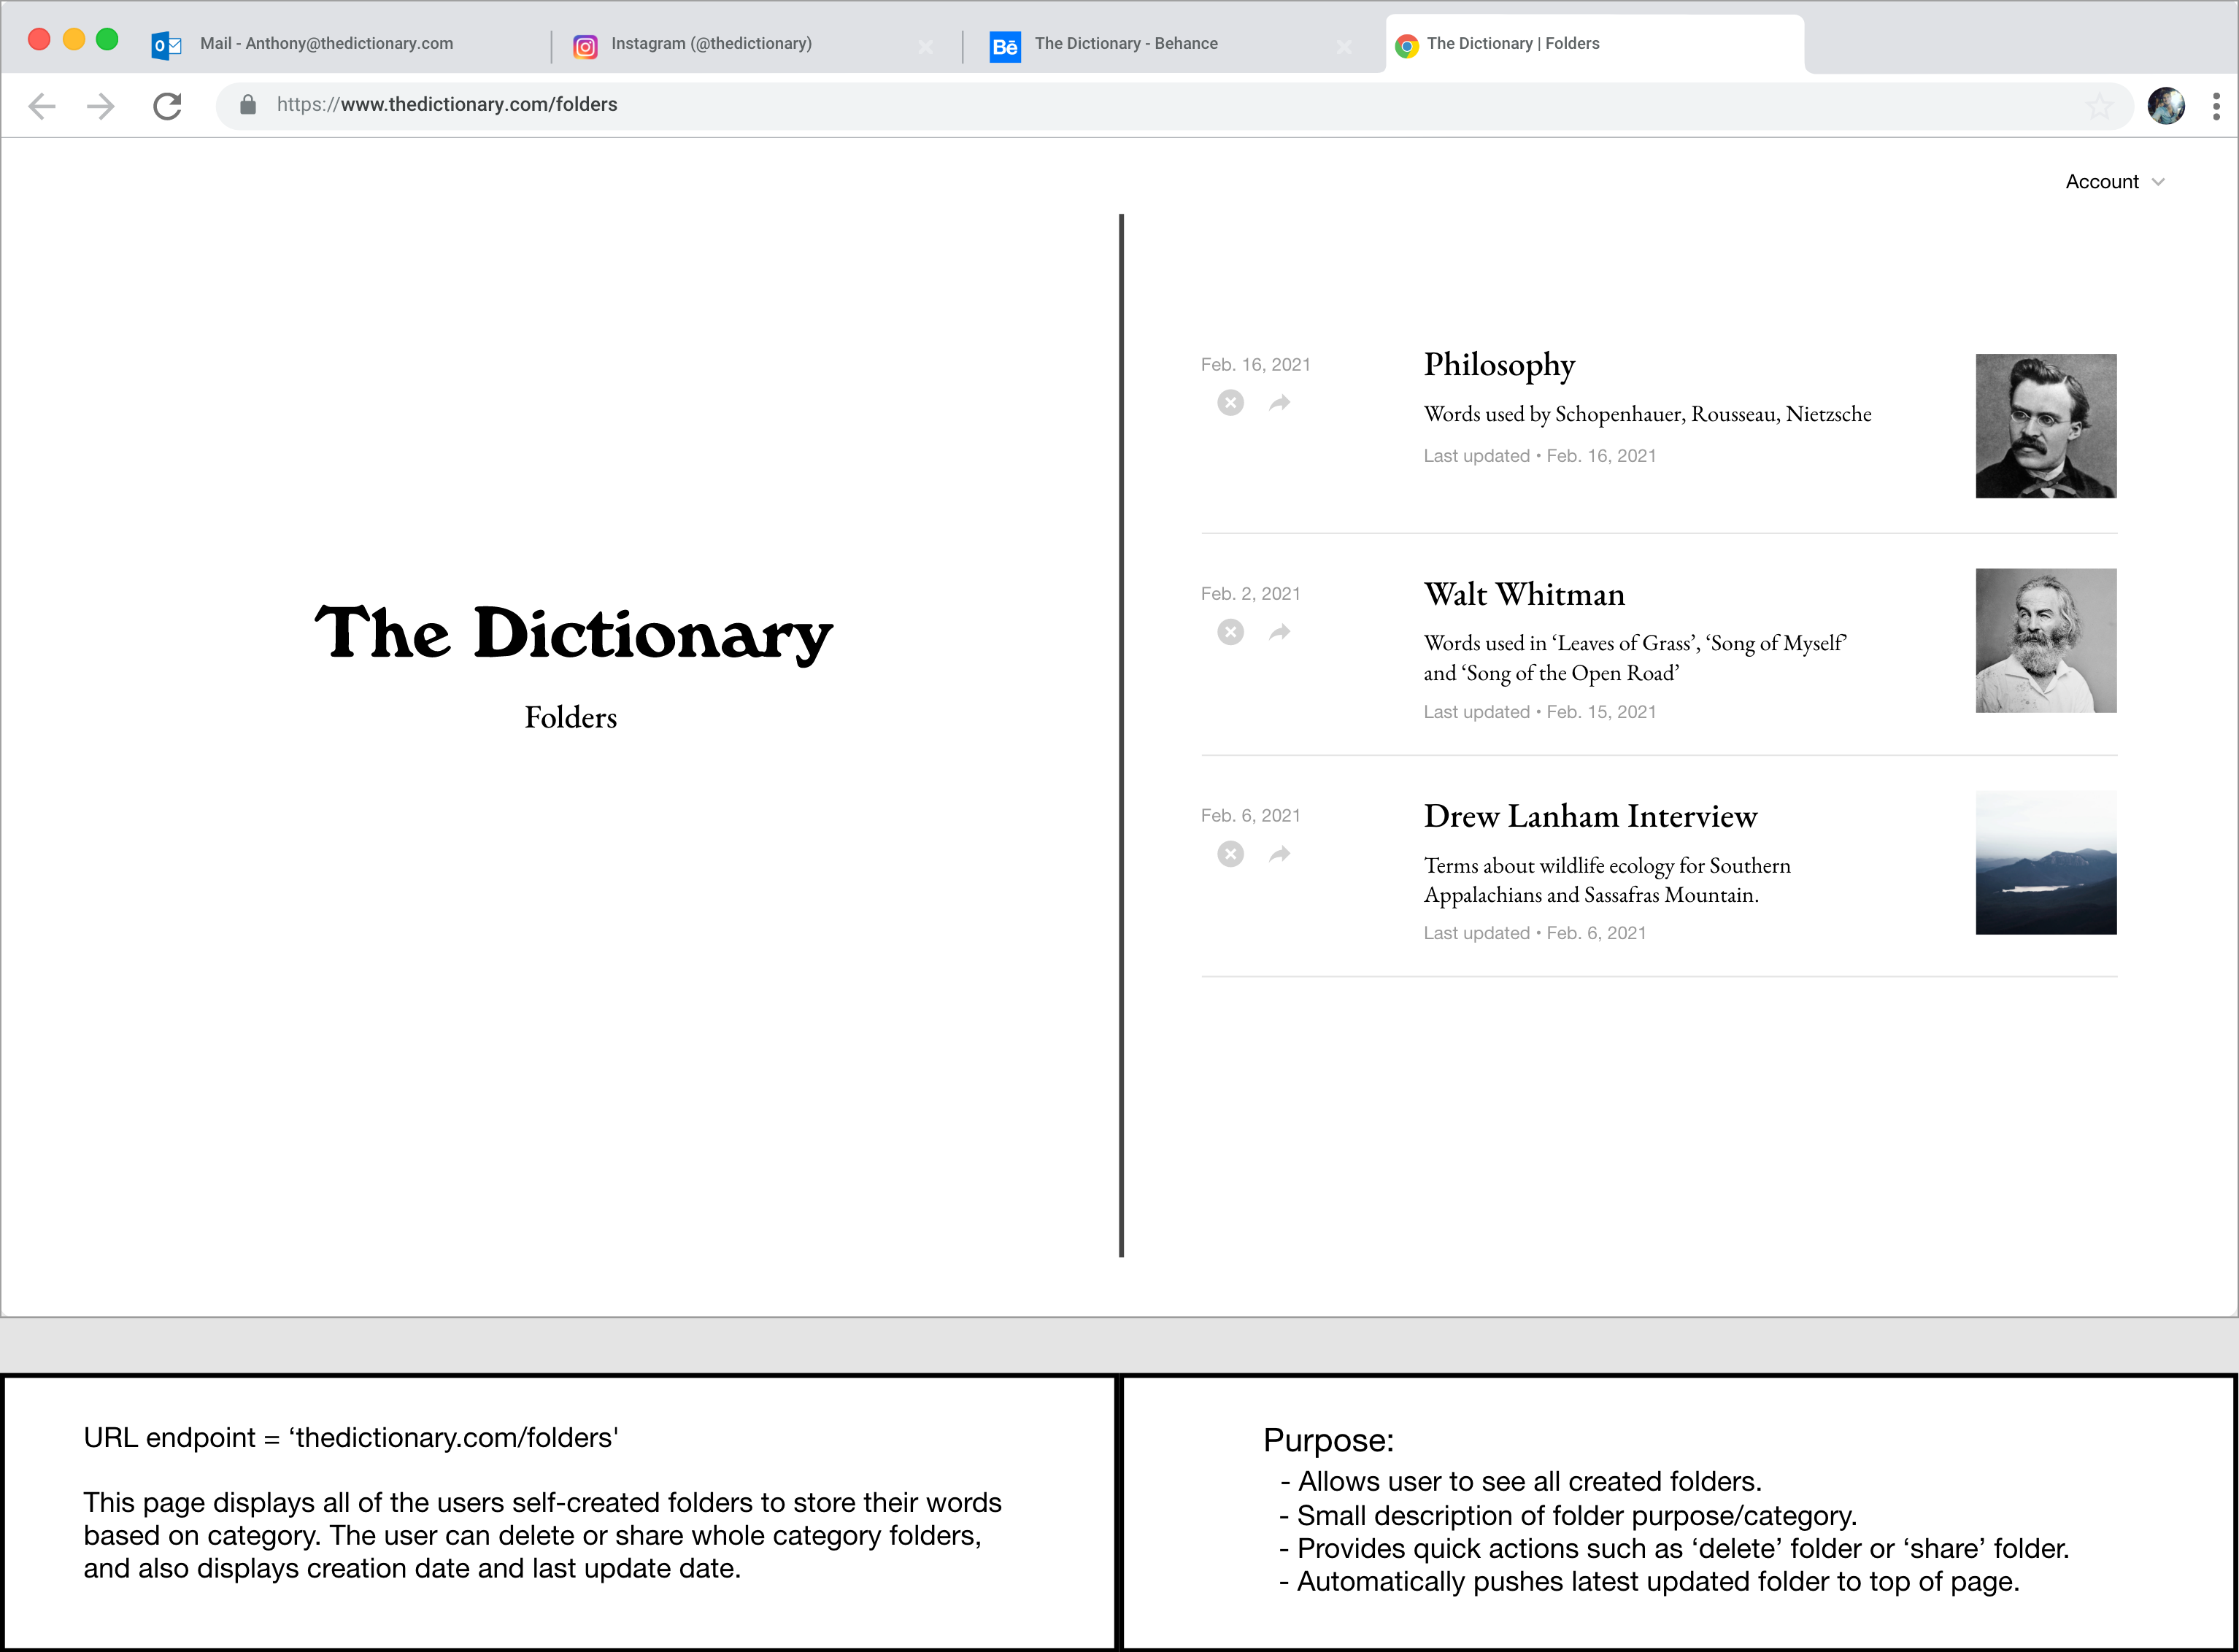 Mail - Anthony@thedictionary.com
Instagram (@thedictionary)
Bē
The Dictionary - Behance
The Dictionary | Folders
https://www.thedictionary.com/folders
Account
The Dictionary
Folders
Feb. 16, 2021
Philosophy
Words used by Schopenhauer, Rousseau, Nietzsche
Last updated • Feb. 16, 2021
Feb. 2, 2021
Walt Whitman
Words used in ‘Leaves of Grass’, ‘Song of Myself’
and ‘Song of the Open Road’
Last updated • Feb. 15, 2021
Feb. 6, 2021
Drew Lanham Interview
Terms about wildlife ecology for Southern
Appalachians and Sassafras Mountain.
Last updated • Feb. 6, 2021
URL endpoint = ‘thedictionary.com/folders'
This page displays all of the users self-created folders to store their words
based on category. The user can delete or share whole category folders,
and also displays creation date and last update date.
Purpose:
- Allows user to see all created folders.
- Small description of folder purpose/category.
- Provides quick actions such as ‘delete’ folder or ‘share’ folder.
- Automatically pushes latest updated folder to top of page.